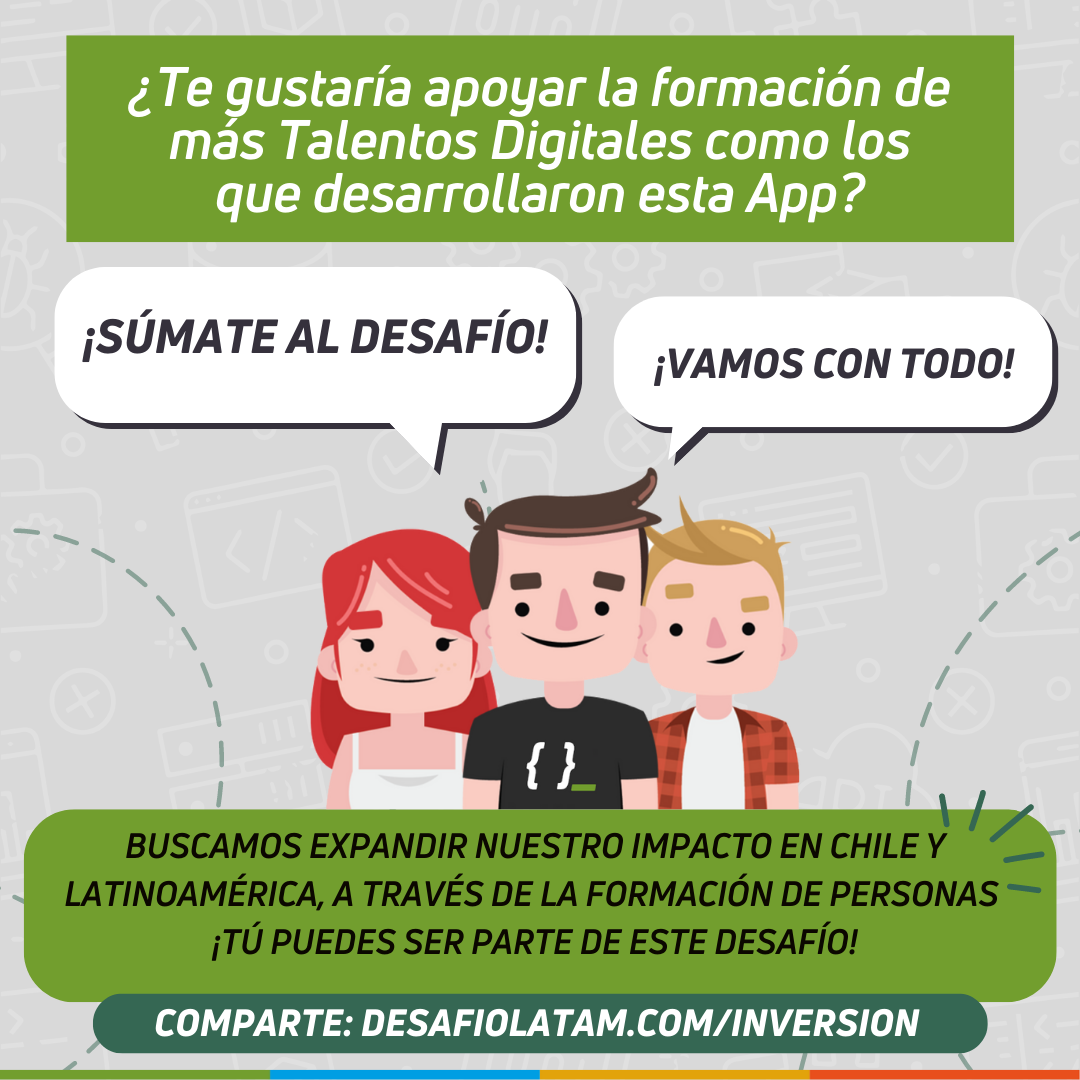 ¿Te gustaría apoyar la formación de
más Talentos Digitales como los
que desarrollaron esta App?
¡SÚMATE AL DESAFÍO!
¡VAMOS CON TODO!
{ }_
BUSCAMOS EXPANDIR NUESTRO IMPACTO EN CHILE Y
LATINOAMÉRICA, A TRAVÉS DE LA FORMACIÓN DE PERSONAS
¡TÚ PUEDES SER PARTE DE ESTE DESAFÍO!
COMPARTE: DESAFIOLATAM.COM/INVERSION